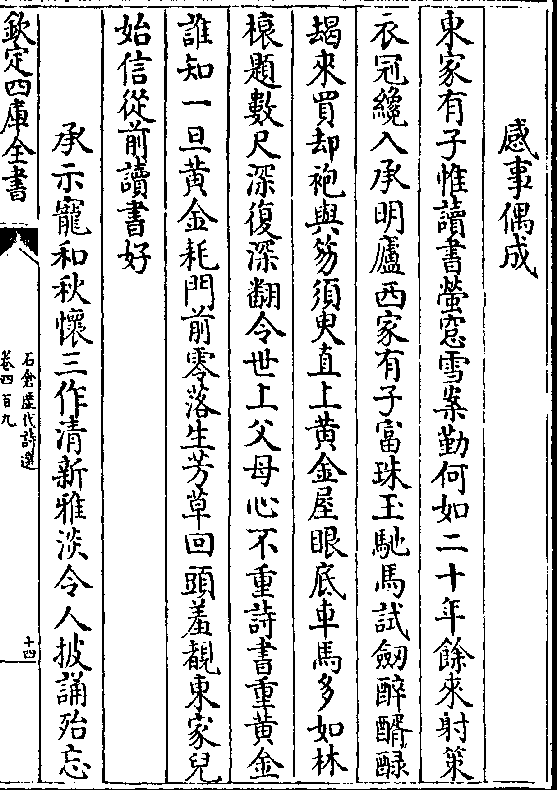 感事偶成
東家有子惟讀書螢窓雪案勤何如二十年餘來射策
衣冠纔入承明廬西家有子富珠玉馳馬試劒醉醑醁
朅來買却袍與笏須臾直上黄金屋眼底車馬多如林
榱題數尺深復深翻令世上父母心不重詩書重黄金
誰知一旦黄金耗門前零落生芳草回頭羞覩東家兒
始信從前讀書好
承示寵和秋懷三作清新雅淡令人披誦殆忘
欽定四庫全書
石倉歷代詩選
卷四百九
十四